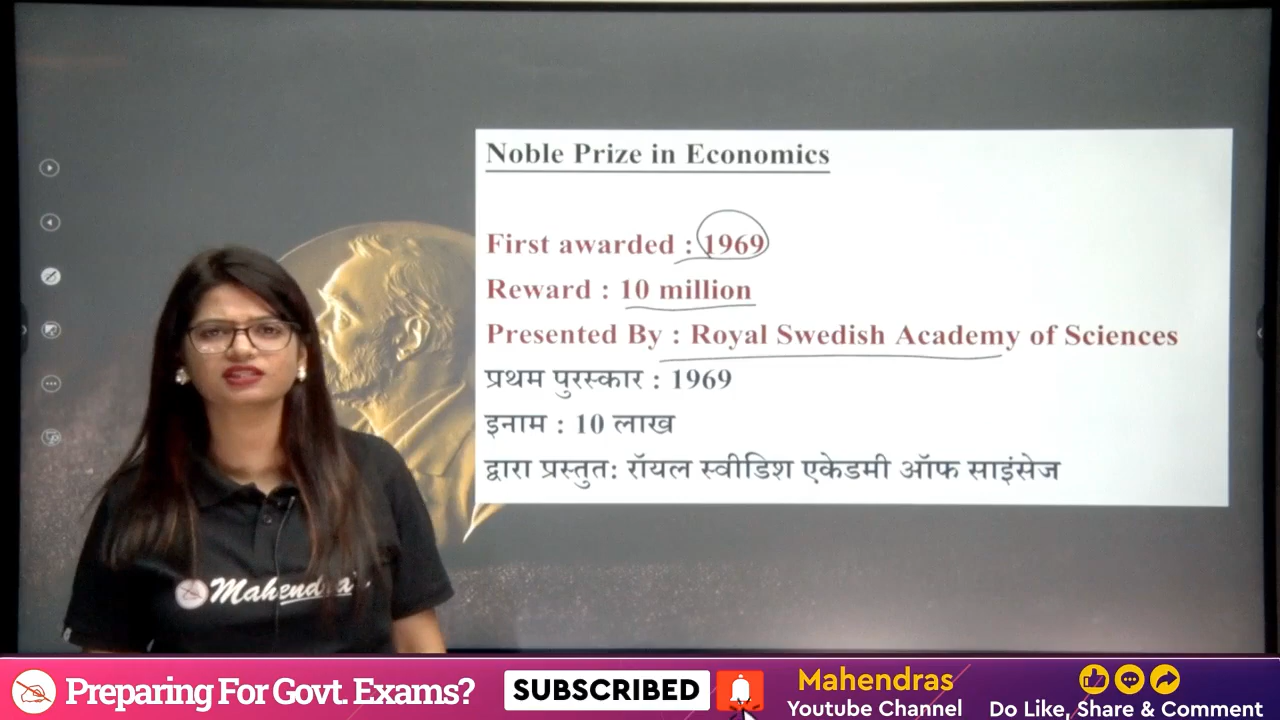 Noble Prize in Economics
First awarded : 1969
Reward : 10 million
Presented By : Royal Swedish Academy of Sciences
प्रथम पुरस्कार : 1969
इनाम : 10 लाख
द्वारा प्रस्तुत: रॉयल स्वीडिश एकेडमी ऑफ साइंसेज
Mahendra's
Preparing For Govt. Exams?
SUBSCRIBED
Mahendras
Youtube Channel
Do Like, Share & Comment